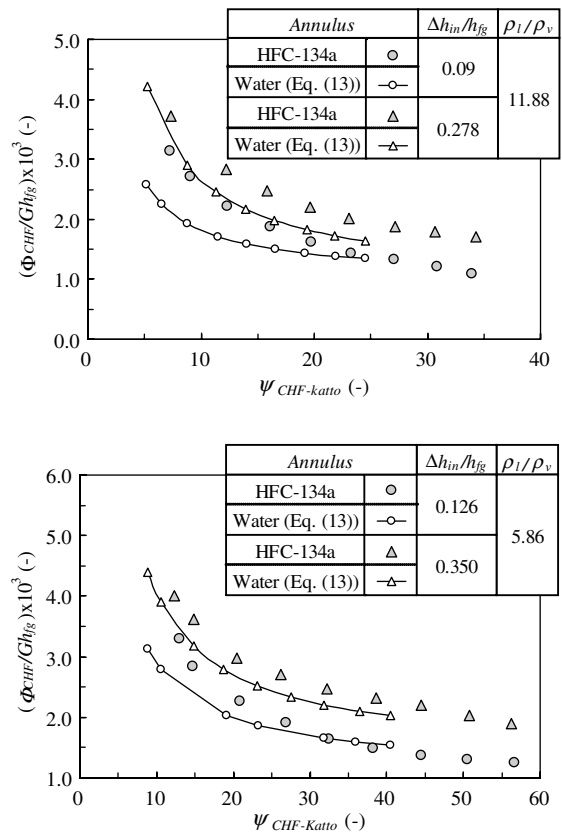 Annulus Δh_in/h_fg ρ_l/ρ_v
HFC-134a
Water (Eq. (13))
0.09
HFC-134a
Water (Eq. (13))
0.278
11.88
5.0
4.0
3.0
2.0
1.0
0.0
(Φ_CHF/Gh_fg)x10³ (-)
0 10 20 30 40
ψ_CHF-katto (-)
Annulus Δh_in/h_fg ρ_l/ρ_v
HFC-134a
Water (Eq. (13))
0.126
HFC-134a
Water (Eq. (13))
0.350
5.86
6.0
5.0
4.0
3.0
2.0
1.0
(Φ_CHF/Gh_fg)x10³ (-)
0 10 20 30 40 50 60
ψ_CHF-Katto (-)